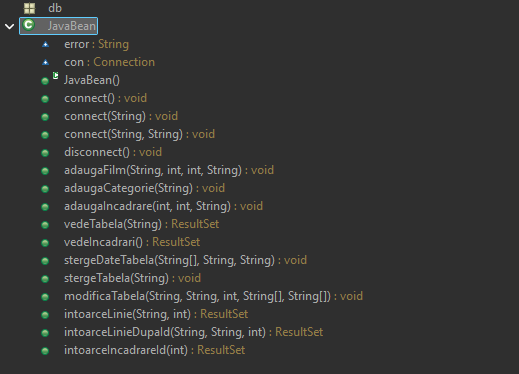 db
JavaBean
error : String
con : Connection
JavaBean()
connect() : void
connect(String) : void
connect(String, String) : void
disconnect() : void
adaugaFilm(String, int, int, String) : void
adaugaCategorie(String) : void
adaugaIncadrare(int, int, String) : void
vedeTabela(String) : ResultSet
vedeIncadrari() : ResultSet
stergeDateTabela(String[], String, String) : void
stergeTabela(String) : void
modificaTabela(String, String, int, String[], String[]) : void
intoarceLinie(String, int) : ResultSet
intoarceLinieDupaId(String, String, int) : ResultSet
intoarceIncadrareId(int) : ResultSet